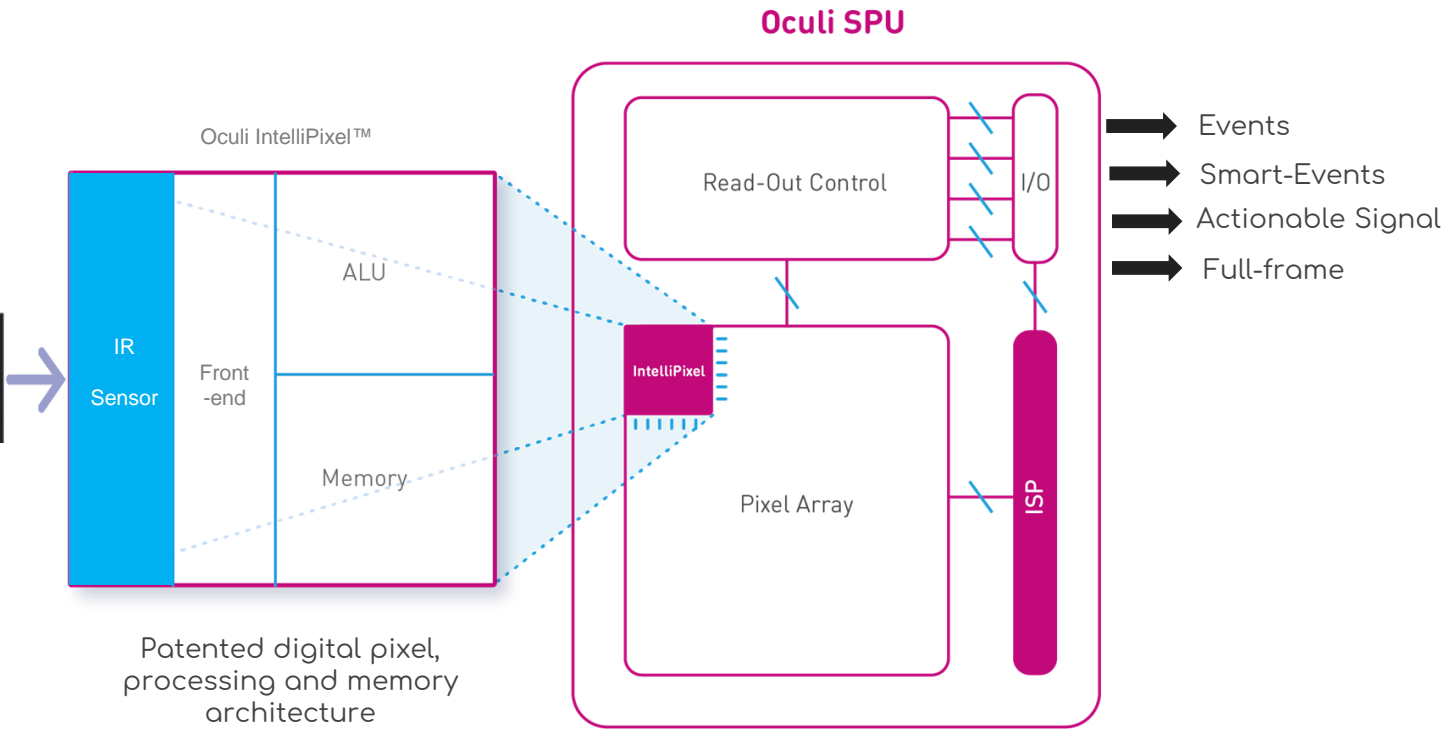 Oculi SPU
Oculi IntelliPixel™
IR
Sensor
Front
-end
ALU
Memory
Patented digital pixel,
processing and memory
architecture
Read-Out Control
I/O
IntelliPixel
Pixel Array
ISP
Events
Smart-Events
Actionable Signal
Full-frame